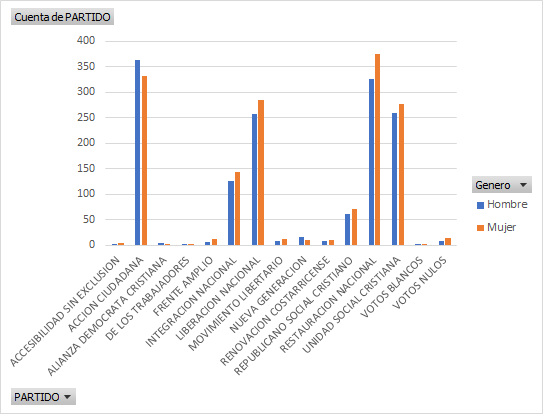 Cuenta de PARTIDO
400
350
300
250
200
150
100
50
0
Genero
Hombre
Mujer
ACCESIBILIDAD SIN EXCLUSION
ACCION CIUDADANA
ALIANZA DEMOCRATA CRISTIANA
DE LOS TRABAJADORES
FRENTE AMPLIO
INTEGRACION NACIONAL
LIBERACION NACIONAL
MOVIMIENTO LIBERTARIO
NUEVA GENERACION
RENOVACION COSTARRICENSE
REPUBLICANO SOCIAL CRISTIANO
RESTAURACION NACIONAL
UNIDAD SOCIAL CRISTIANA
VOTOS BLANCOS
VOTOS NULOS
PARTIDO